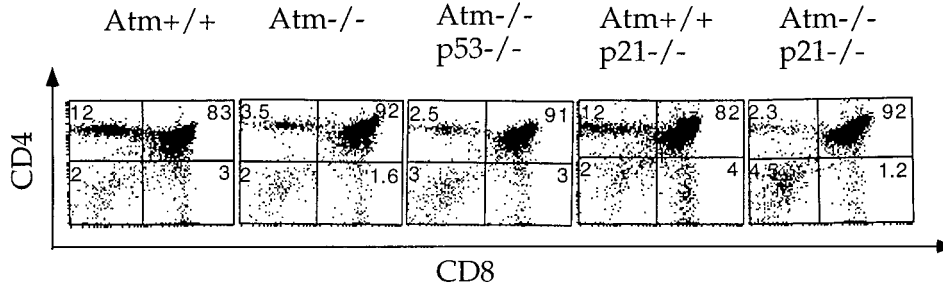 Atm+/+ Atm-/- Atm-/- Atm+/+ Atm-/-
p53-/- p21-/- p21-/-
12 83 3.5 92 2.5 91 12 82 2.3 92
2 3 2 1.6 3 3 2 4 4.5 1.2
CD4
CD8